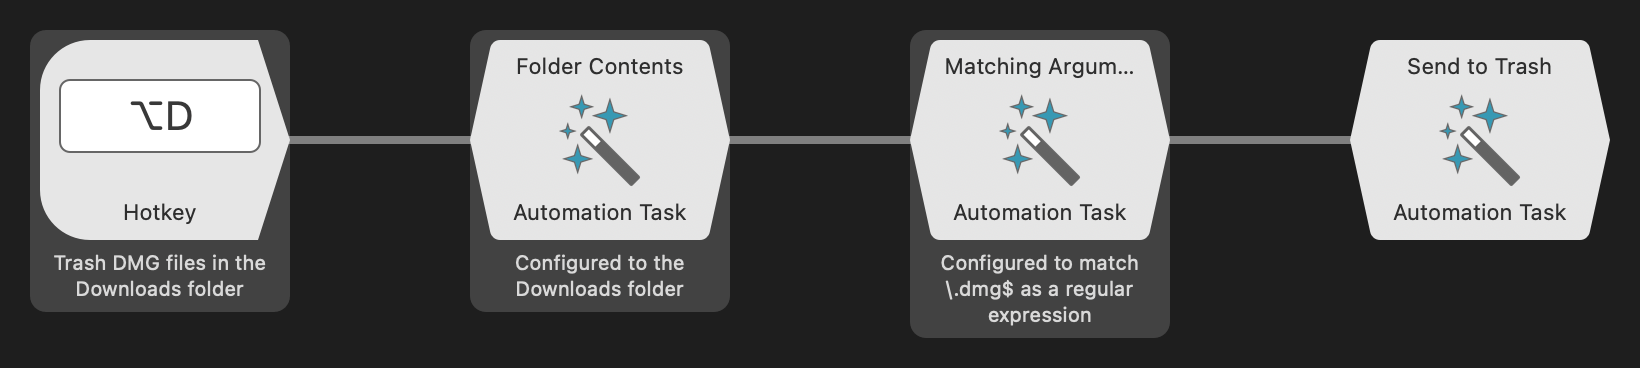 ⌥D
Hotkey
Trash DMG files in the
Downloads folder
Folder Contents
Automation Task
Configured to the
Downloads folder
Matching Argum...
Automation Task
Configured to match
\.dmg$ as a regular
expression
Send to Trash
Automation Task